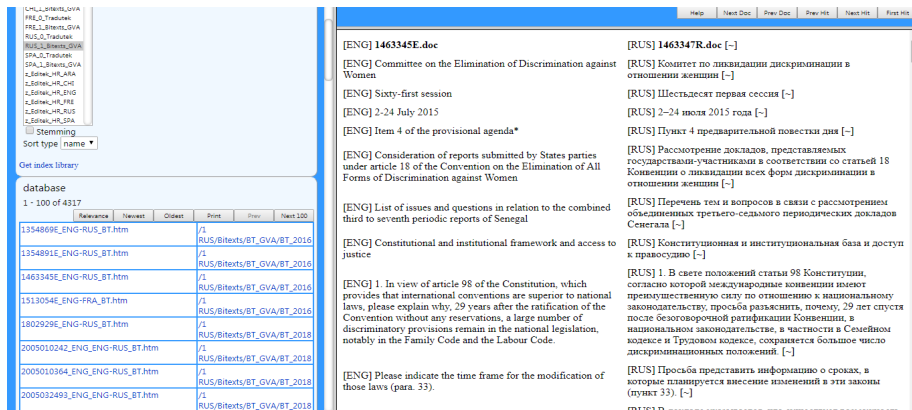 CHI_1_Bitexts_GVA
FRE_0_Tradutek
FRE_1_Bitexts_GVA
RUS_0_Tradutek
RUS_1_Bitexts_GVA
SPA_0_Tradutek
SPA_1_Bitexts_GVA
z_Editek_HR_ARA
z_Editek_HR_CHI
z_Editek_HR_ENG
z_Editek_HR_FRE
z_Editek_HR_RUS
z_Editek_HR_SPA
Stemming
Sort type name
Get index library
database
1 - 100 of 4317
Relevance Newest Oldest Print Prev Next 100
1354869E_ENG-RUS_BT.htm /1
RUS/Bitexts/BT_GVA/BT_2016
1354891E_ENG-RUS_BT.htm /1
RUS/Bitexts/BT_GVA/BT_2016
1463345E_ENG-RUS_BT.htm /1
RUS/Bitexts/BT_GVA/BT_2016
1513054E_ENG-FRA_BT.htm /1
RUS/Bitexts/BT_GVA/BT_2016
1802929E_ENG-RUS_BT.htm /1
RUS/Bitexts/BT_GVA/BT_2018
2005010242_ENG_ENG-RUS_BT.htm /1
RUS/Bitexts/BT_GVA/BT_2018
2005010364_ENG_ENG-RUS_BT.htm /1
RUS/Bitexts/BT_GVA/BT_2018
2005032493_ENG_ENG-RUS_BT.htm /1
RUS/Bitexts/BT_GVA/BT_2018
Help Next Doc Prev Doc Prev Hit Next Hit First Hit
[ENG] 1463345E.doc
[RUS] 1463347R.doc [~]
[ENG] Committee on the Elimination of Discrimination against
Women
[RUS] Комитет по ликвидации дискриминации в
отношении женщин [~]
[ENG] Sixty-first session
[RUS] Шестьдесят первая сессия [~]
[ENG] 2-24 July 2015
[RUS] 2–24 июля 2015 года [~]
[ENG] Item 4 of the provisional agenda*
[RUS] Пункт 4 предварительной повестки дня [~]
[ENG] Consideration of reports submitted by States parties
under article 18 of the Convention on the Elimination of All
Forms of Discrimination against Women
[RUS] Рассмотрение докладов, представляемых
государствами-участниками в соответствии со статьей 18
Конвенции о ликвидации всех форм дискриминации в
отношении женщин [~]
[ENG] List of issues and questions in relation to the combined
third to seventh periodic reports of Senegal
[RUS] Перечень тем и вопросов в связи с рассмотрением
объединенных третьего-седьмого периодических докладов
Сенегала [~]
[ENG] Constitutional and institutional framework and access to
justice
[RUS] Конституционная и институциональная база и доступ
к правосудию [~]
[ENG] 1. In view of article 98 of the Constitution, which
provides that international conventions are superior to national
laws, please explain why, 29 years after the ratification of the
Convention without any reservations, a large number of
discriminatory provisions remain in the national legislation,
notably in the Family Code and the Labour Code.
[RUS] 1. В свете положений статьи 98 Конституции,
согласно которой международные конвенции имеют
преимущественную силу по отношению к национальному
законодательству, просьба разъяснить, почему, 29 лет спустя
после безоговорочной ратификации Конвенции, в
национальном законодательстве, в частности в Семейном
кодексе и Трудовом кодексе, сохраняется большое число
дискриминационных положений. [~]
[ENG] Please indicate the time frame for the modification of
those laws (para. 33).
[RUS] Просьба представить информацию о сроках, в
которые планируется внесение изменений в эти законы
(пункт 33). [~]